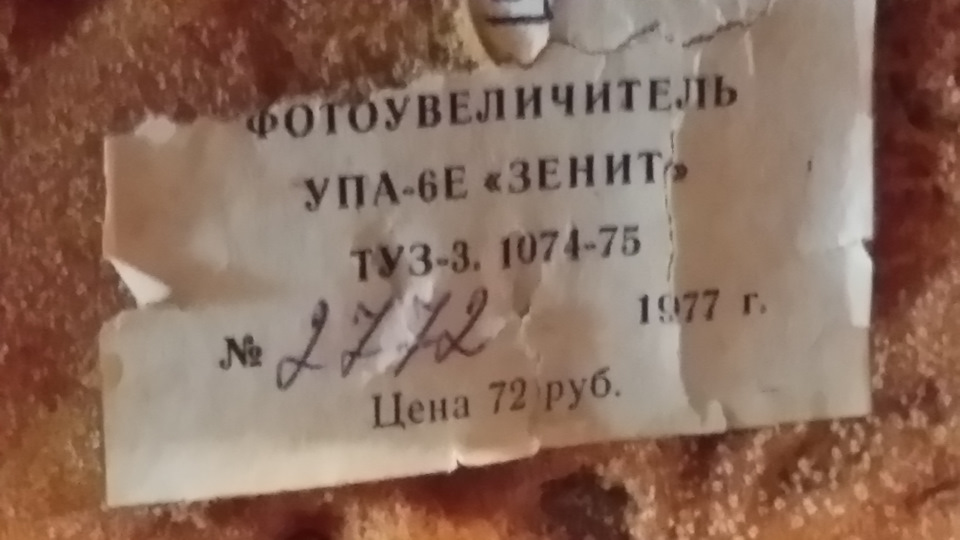 ФОТОУВЕЛИЧИТЕЛЬ
УПА-6Е «ЗЕНИТ»
ТУЗ-3. 1074-75
1977 г.
№ 2772
Цена 72 руб.